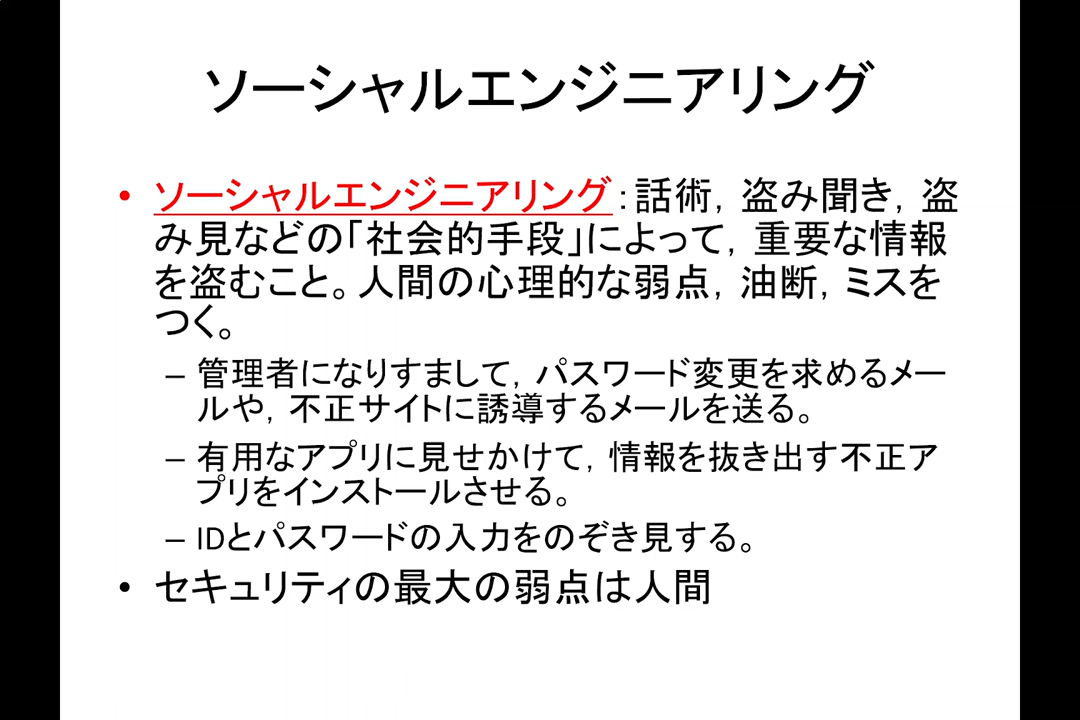 ソーシャルエンジニアリング
• ソーシャルエンジニアリング：話術，盗み聞き，盗
み見などの「社会的手段」によって，重要な情報
を盗むこと。人間の心理的な弱点，油断，ミスを
つく。
– 管理者になりすまして，パスワード変更を求めるメー
ルや，不正サイトに誘導するメールを送る。
– 有用なアプリに見せかけて，情報を抜き出す不正ア
プリをインストールさせる。
– IDとパスワードの入力をのぞき見する。
• セキュリティの最大の弱点は人間